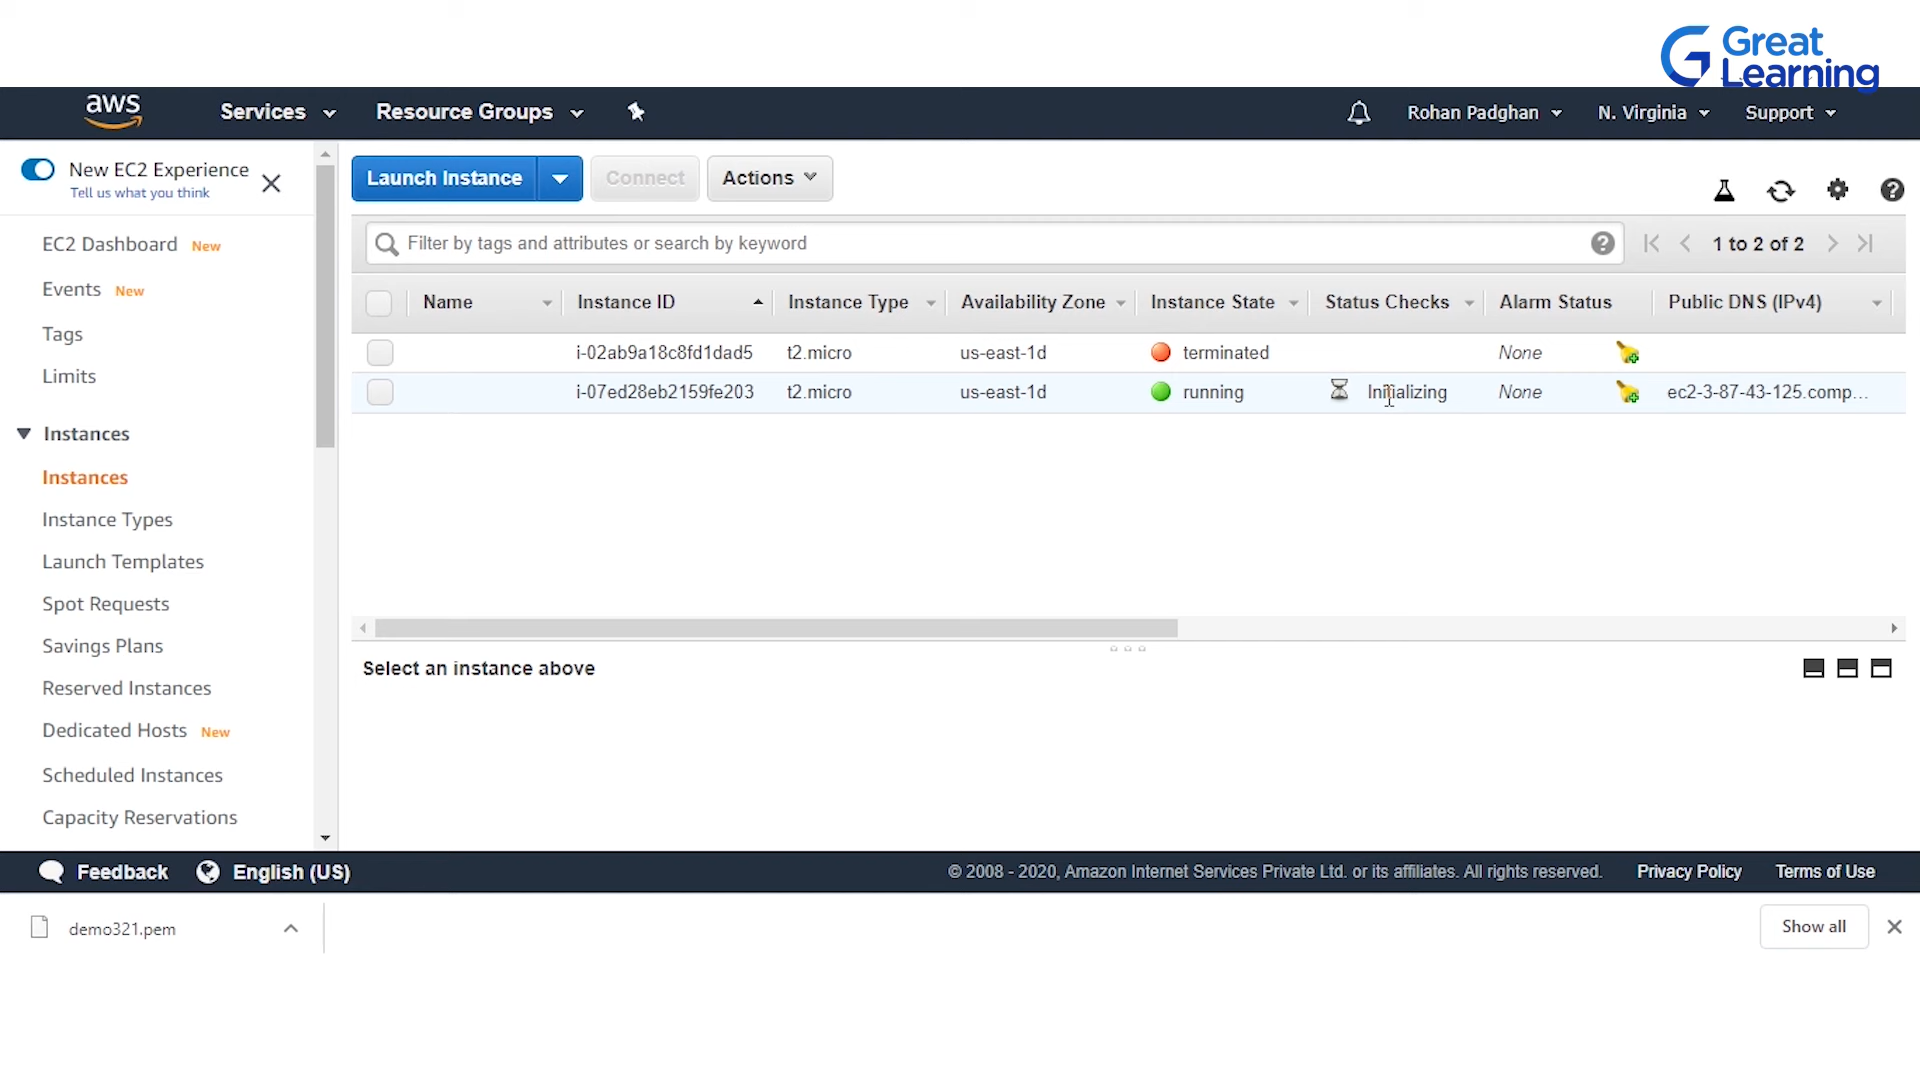 Great
Learning
aws Services Resource Groups Rohan Padghan N. Virginia Support
New EC2 Experience
Tell us what you think
Launch Instance Connect Actions
Filter by tags and attributes or search by keyword 1 to 2 of 2
Name Instance ID Instance Type Availability Zone Instance State Status Checks Alarm Status Public DNS (IPv4)
i-02ab9a18c8fd1dad5 t2.micro us-east-1d terminated None
i-07ed28eb2159fe203 t2.micro us-east-1d running Initializing None ec2-3-87-43-125.comp...
EC2 Dashboard New
Events New
Tags
Limits
Instances
Instances
Instance Types
Launch Templates
Spot Requests
Savings Plans
Reserved Instances
Dedicated Hosts New
Scheduled Instances
Capacity Reservations
Select an instance above
Feedback English (US) © 2008 - 2020, Amazon Internet Services Private Ltd. or its affiliates. All rights reserved. Privacy Policy Terms of Use
demo321.pem Show all